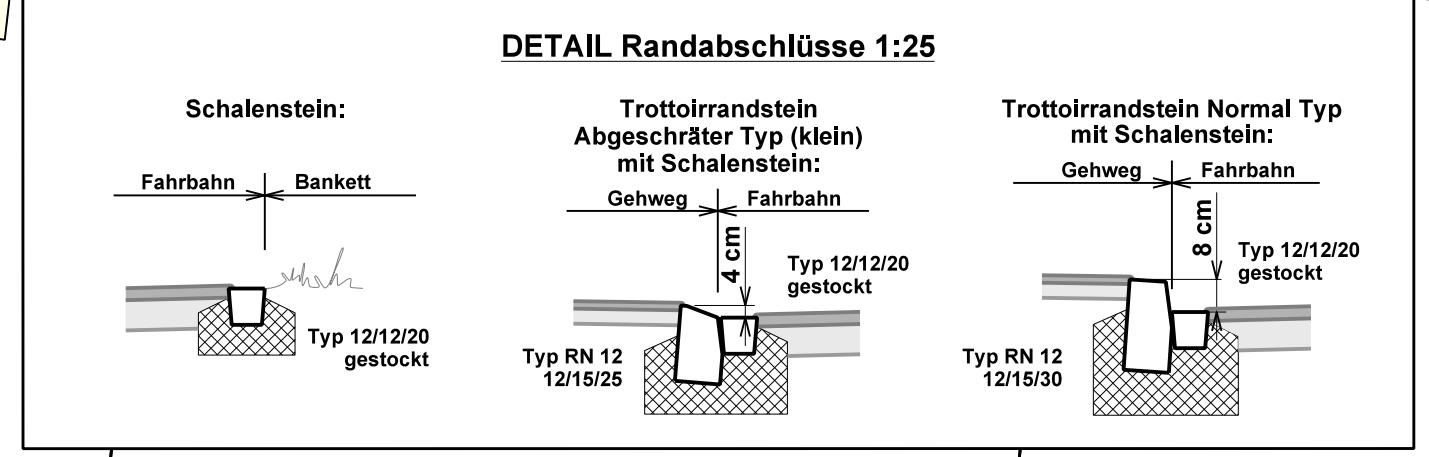 DETAIL Randabschlüsse 1:25
Schalenstein:
Fahrbahn
Bankett
Typ 12/12/20
gestockt
Trottoirrandstein
Abgeschräter Typ (klein)
mit Schalenstein:
Gehweg
Fahrbahn
4 cm
Typ 12/12/20
gestockt
Typ RN 12
12/15/25
Trottoirrandstein Normal Typ
mit Schalenstein:
Gehweg
Fahrbahn
8 cm
Typ 12/12/20
gestockt
Typ RN 12
12/15/30